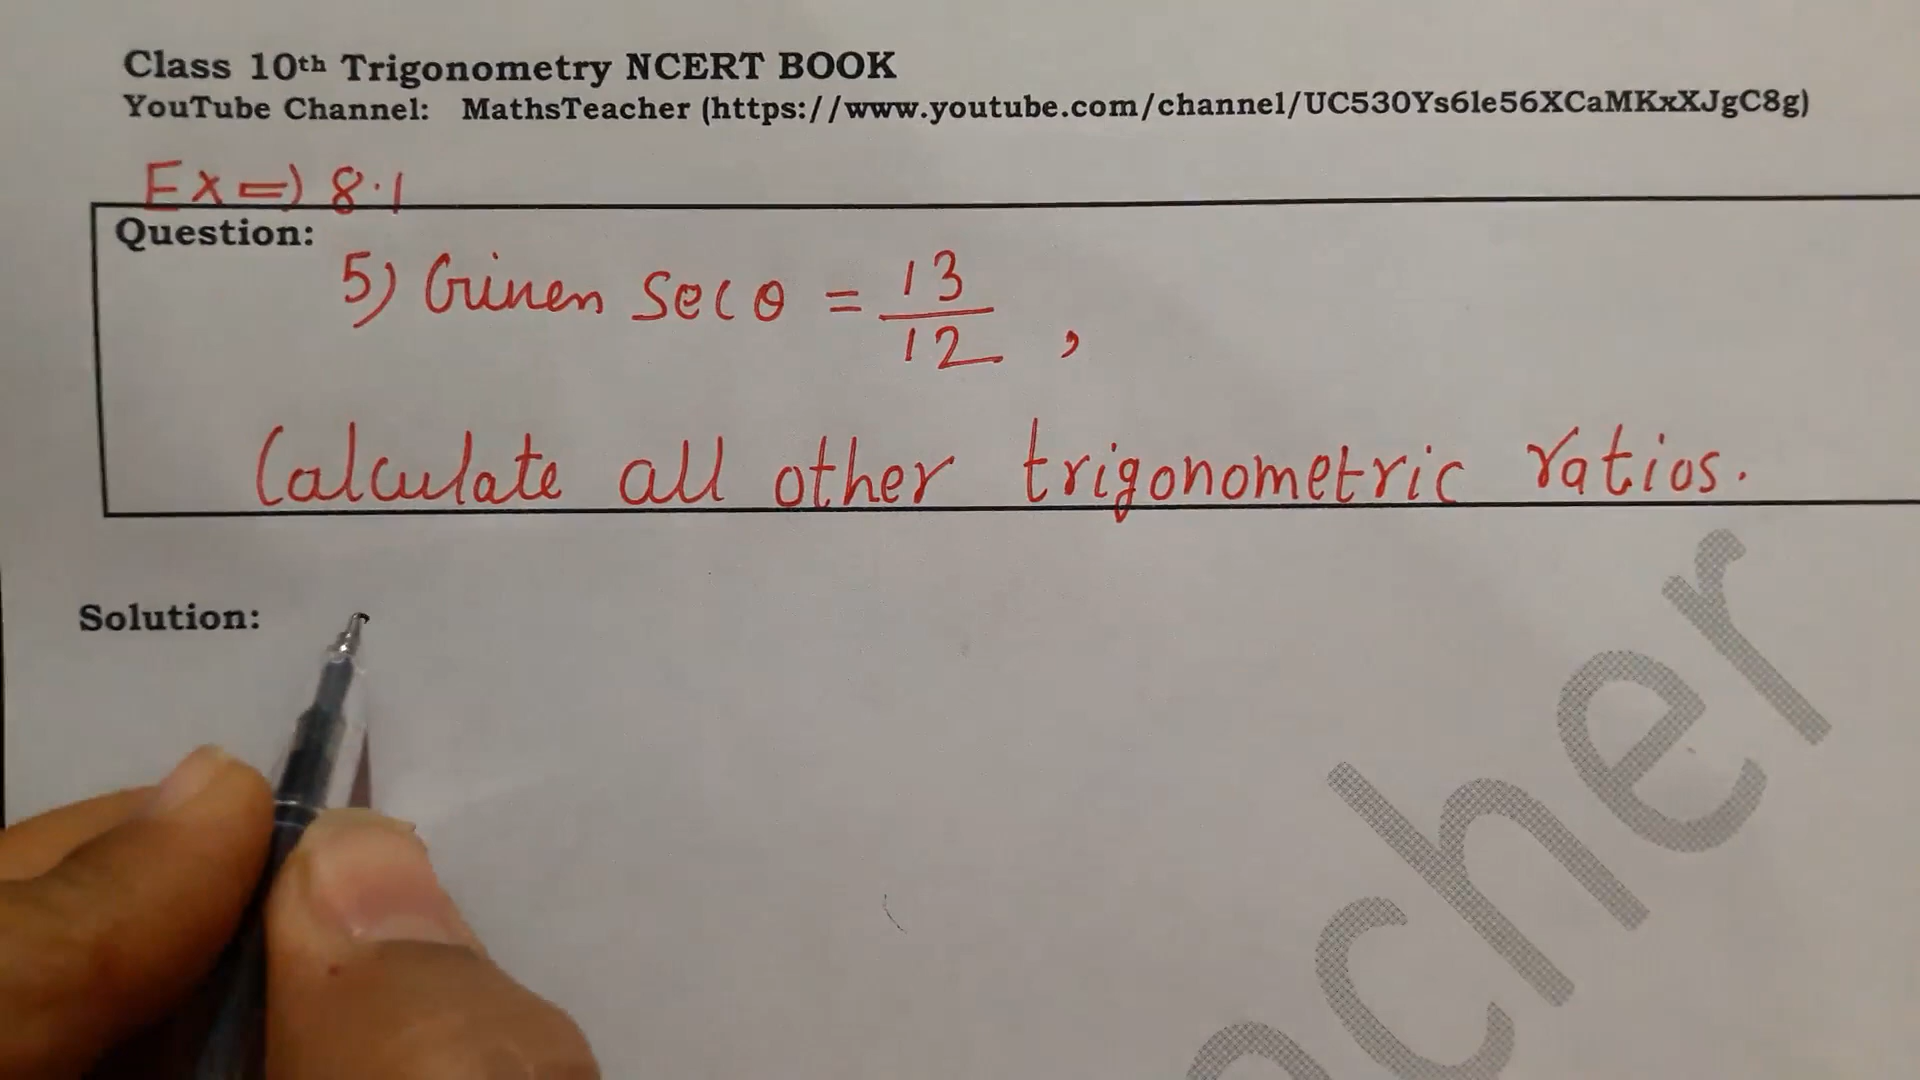 Class 10th Trigonometry NCERT BOOK
YouTube Channel: MathsTeacher (https://www.youtube.com/channel/UC530Ys6le56XCaMKxXJgC8g)
Ex => 8.1
Question:
5) Given Sec θ = 13/12 ,
Calculate all other trigonometric ratios.
Solution:
cher